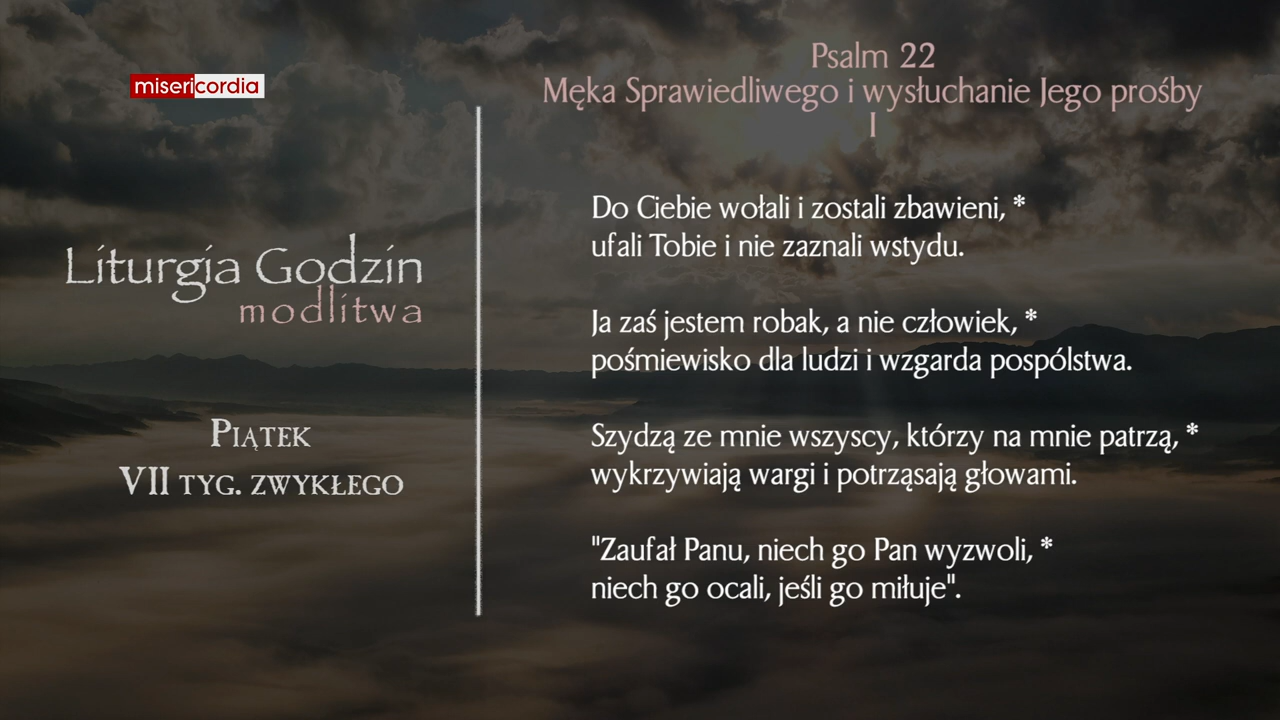 misericordia
Liturgia Godzin
modlitwa
Piątek
VII tyg. zwykłego
Psalm 22
Męka Sprawiedliwego i wysłuchanie Jego prośby
I
Do Ciebie wołali i zostali zbawieni, *
ufali Tobie i nie zaznali wstydu.
Ja zaś jestem robak, a nie człowiek, *
pośmiewisko dla ludzi i wzgarda pospólstwa.
Szydzą ze mnie wszyscy, którzy na mnie patrzą, *
wykrzywiają wargi i potrząsają głowami.
"Zaufał Panu, niech go Pan wyzwoli, *
niech go ocali, jeśli go miłuje".